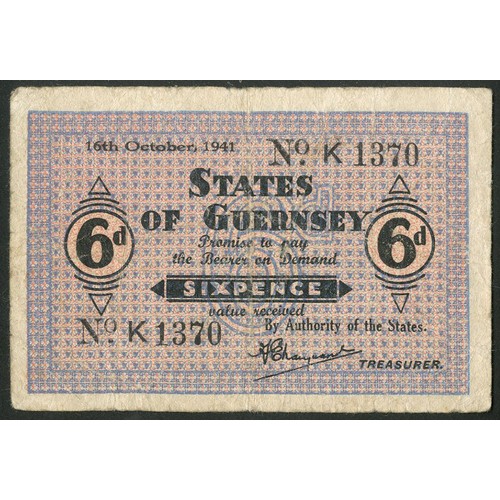 16th October, 1941
No K 1370
STATES
OF GUERNSEY
6d
6d
Promise to pay
the Bearer on Demand
SIXPENCE
value received
No K 1370
By Authority of the States.
TREASURER.